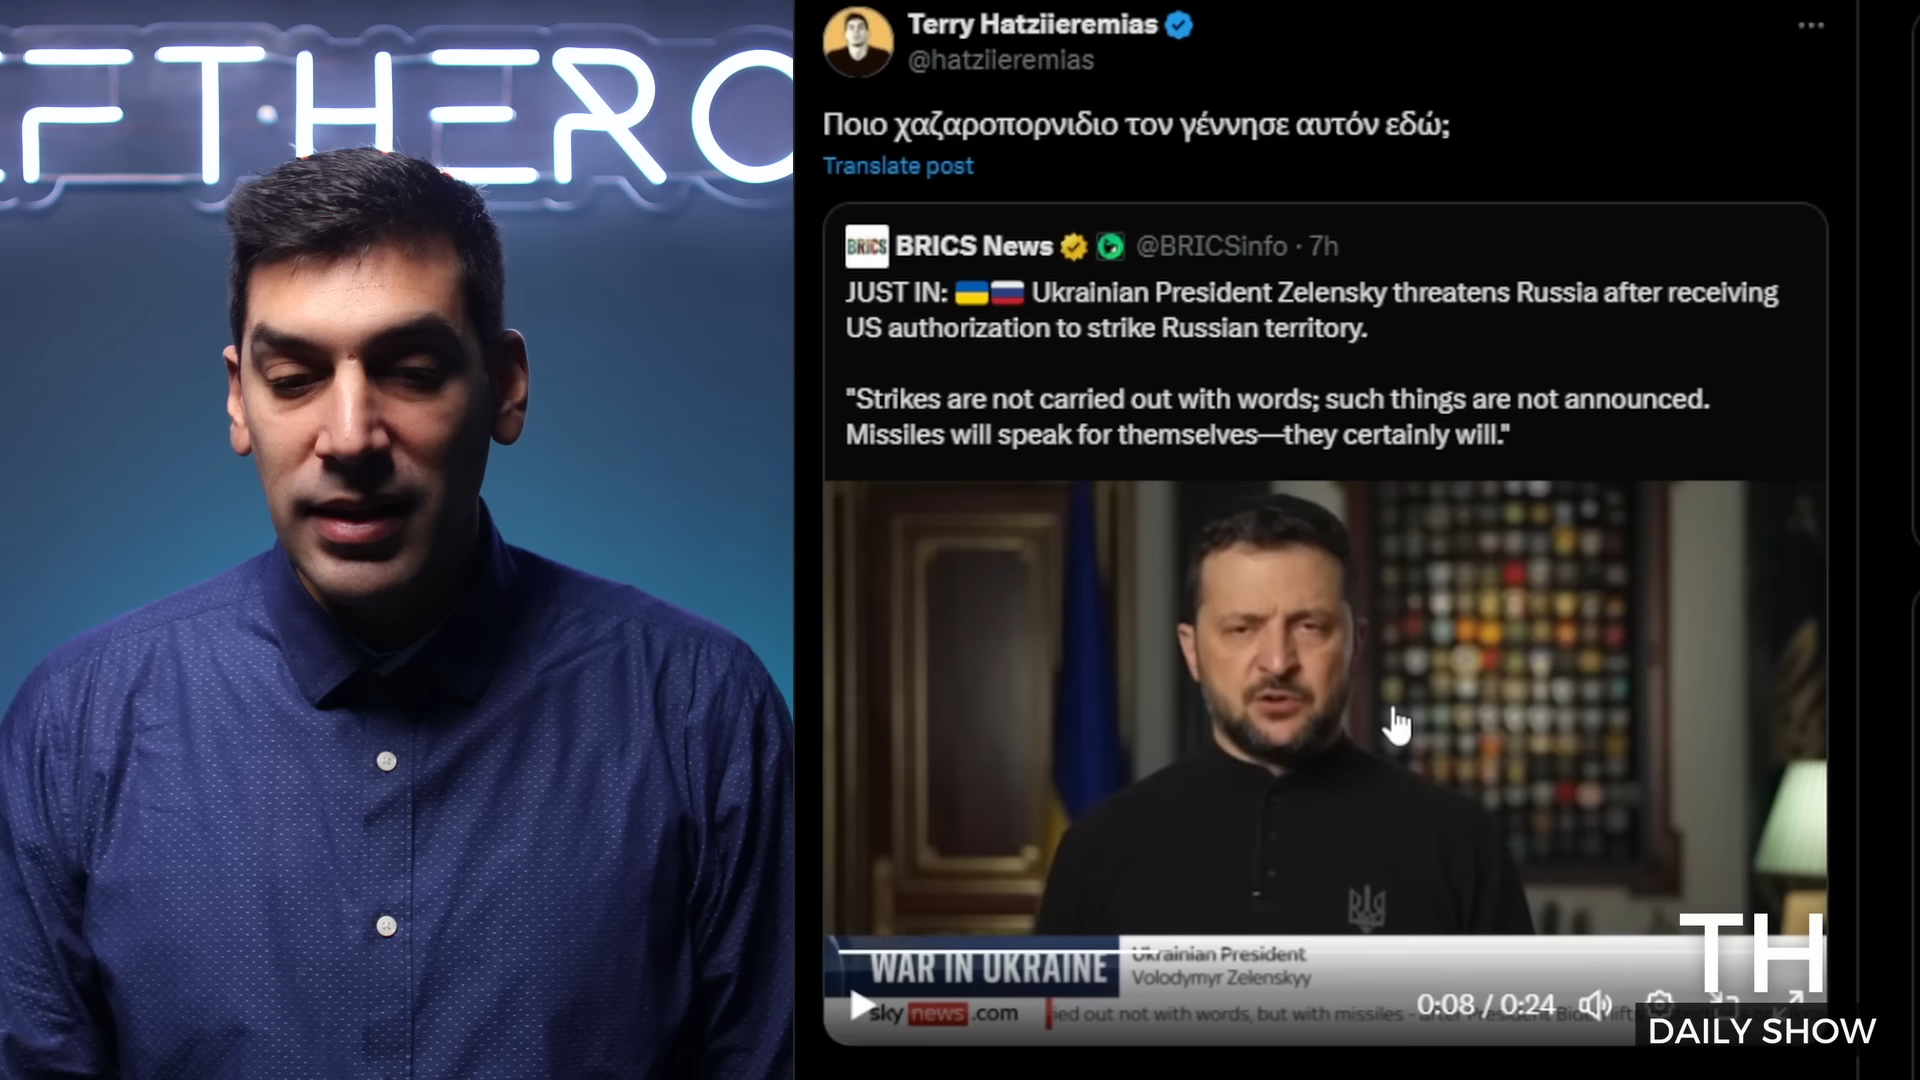 FTHERO
Terry Hatziieremias
@hatziieremias
Ποιο χαζαροπορνιδιο τον γέννησε αυτόν εδώ;
Translate post
BRICS
BRICS News @BRICSinfo · 7h
JUST IN: Ukrainian President Zelensky threatens Russia after receiving
US authorization to strike Russian territory.
"Strikes are not carried out with words; such things are not announced.
Missiles will speak for themselves—they certainly will."
WAR IN UKRAINE
Ukrainian President
Volodymyr Zelenskyy
0:08 / 0:24
sky news.com
ied out not with words, but with missiles - after President
TH
DAILY SHOW